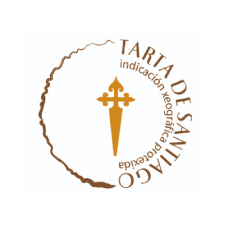 TARTA DE SANTIAGO
indicación xeográfica protexida